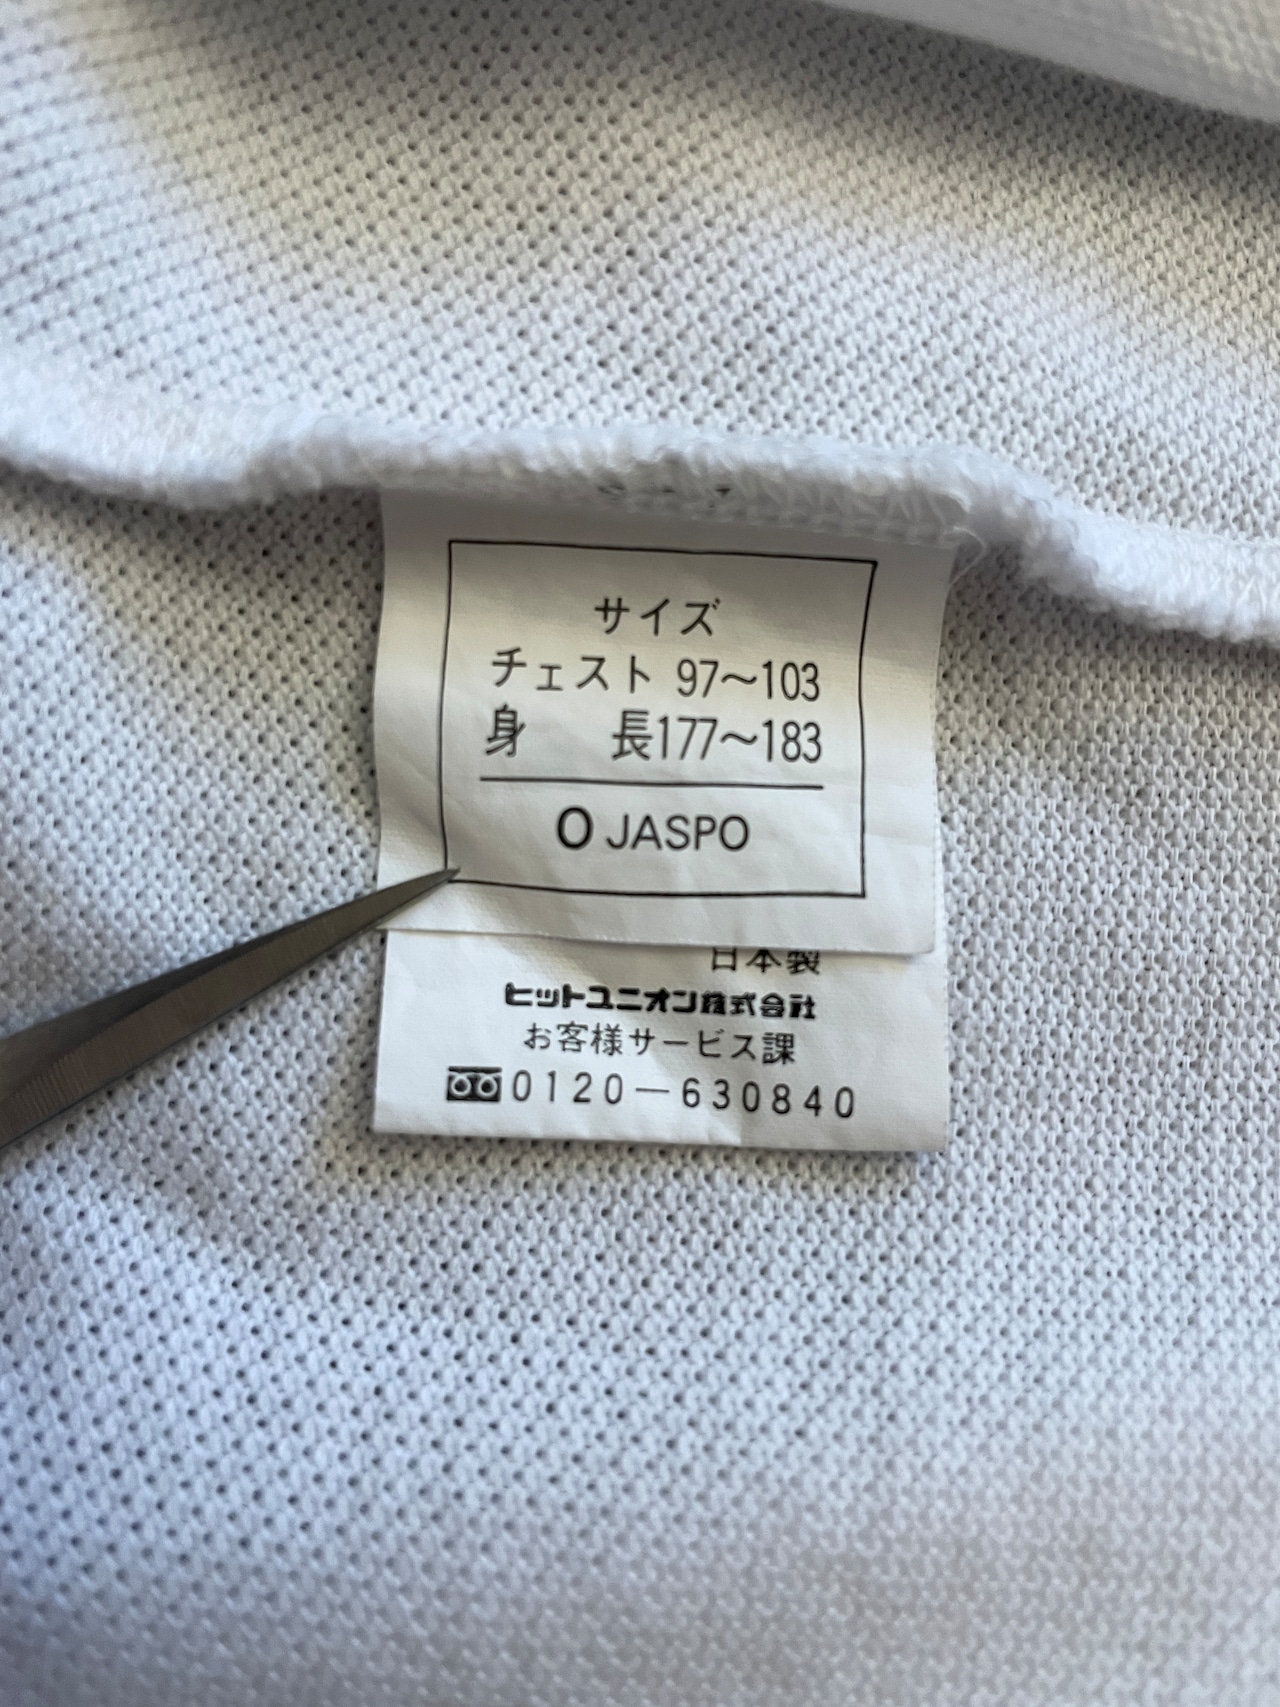 サイズ
チェスト 97〜103
身 長177〜183
O JASPO
日本製
ヒットユニオン株式会社
お客様サービス課
0120―630840